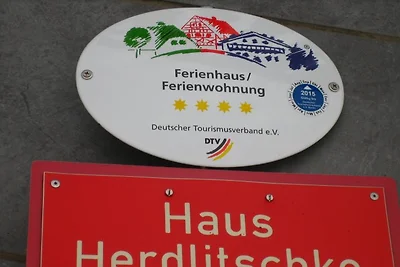 Ferienhaus/
Ferienwohnung
2015
Deutscher Tourismusverband e.V.
DTV
Haus
Herdlitschke